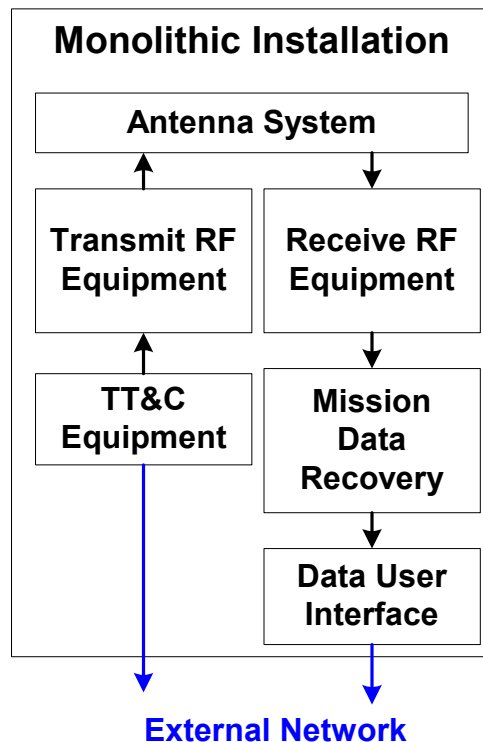 Monolithic Installation
Antenna System
Transmit RF
Equipment
Receive RF
Equipment
TT&C
Equipment
Mission
Data
Recovery
Data User
Interface
External Network